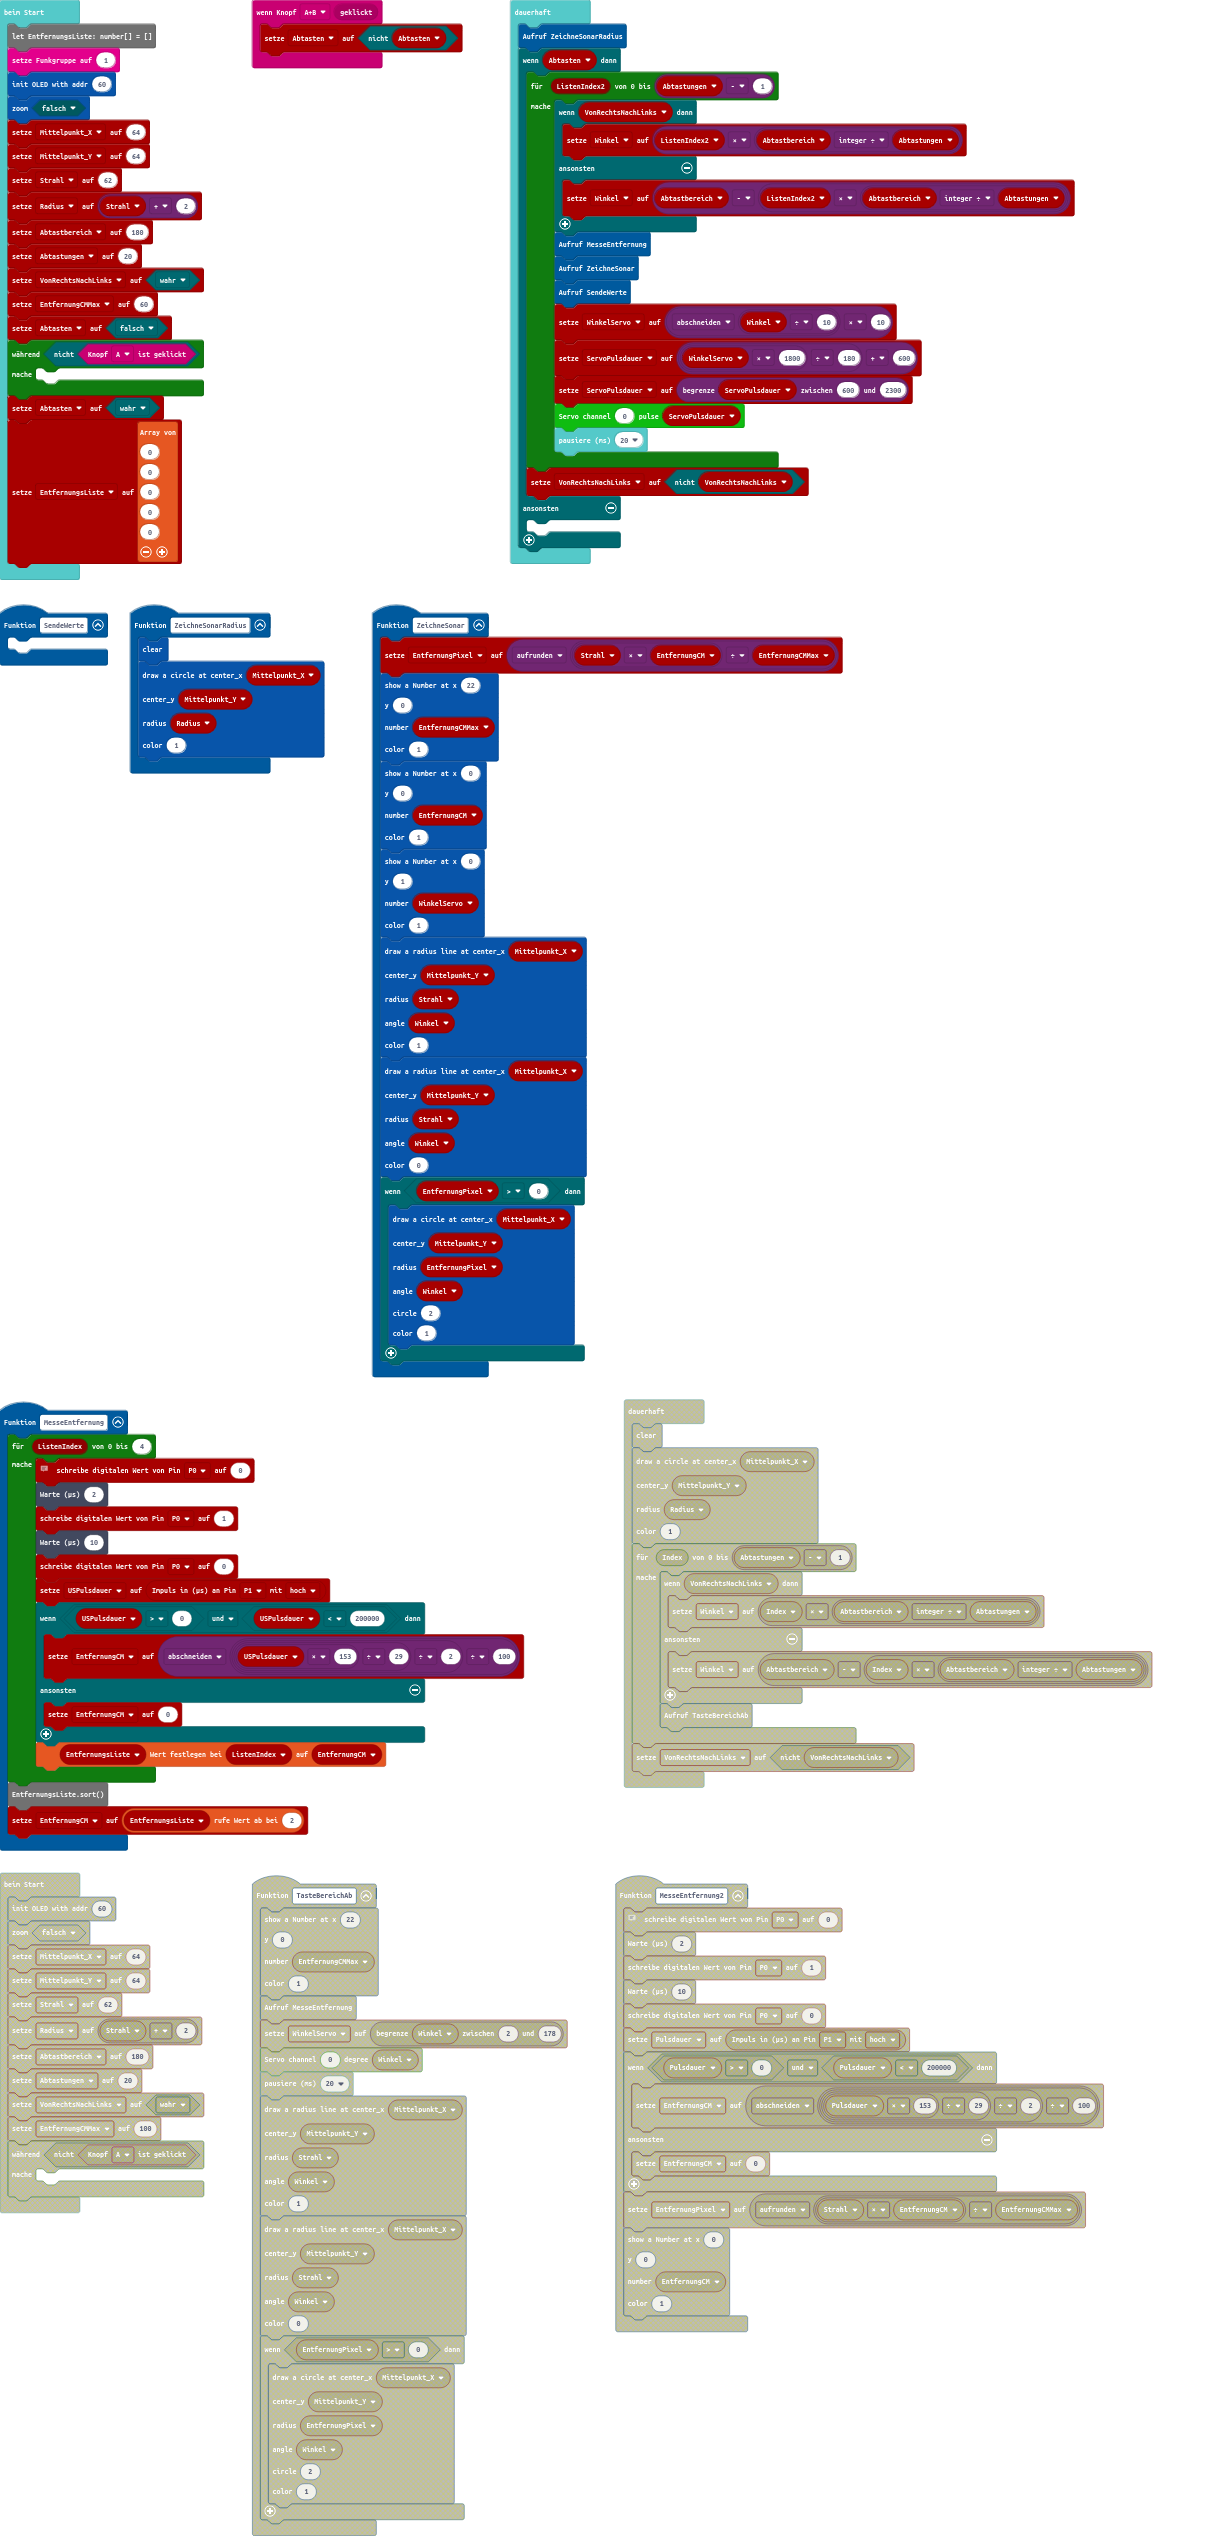 beim Start
let EntfernungsListe: number[] = []
setze Funkgruppe auf 1
init OLED with addr 60
zoom falsch
setze Mittelpunkt_X auf 64
setze Mittelpunkt_Y auf 64
setze Strahl auf 62
setze Radius auf Strahl ÷ 2
setze Abtastbereich auf 180
setze Abtastungen auf 20
setze VonRechtsNachLinks auf wahr
setze EntfernungCMMax auf 60
setze Abtasten auf falsch
während nicht Knopf A ist geklickt
mache
setze Abtasten auf wahr
Array von
0
0
setze EntfernungsListe auf 0
0
0
wenn Knopf A+B geklickt
setze Abtasten auf nicht Abtasten
dauerhaft
Aufruf ZeichneSonarRadius
wenn Abtasten dann
für ListenIndex2 von 0 bis Abtastungen - 1
mache
wenn VonRechtsNachLinks dann
setze Winkel auf ListenIndex2 × Abtastbereich integer ÷ Abtastungen
ansonsten
setze Winkel auf Abtastbereich - ListenIndex2 × Abtastbereich integer ÷ Abtastungen
Aufruf MesseEntfernung
Aufruf ZeichneSonar
Aufruf SendeWerte
setze WinkelServo auf abschneiden Winkel ÷ 10 × 10
setze ServoPulsdauer auf WinkelServo × 1800 ÷ 180 + 600
setze ServoPulsdauer auf begrenze ServoPulsdauer zwischen 600 und 2300
Servo channel 0 pulse ServoPulsdauer
pausiere (ms) 20
setze VonRechtsNachLinks auf nicht VonRechtsNachLinks
ansonsten
Funktion SendeWerte
Funktion ZeichneSonarRadius
clear
draw a circle at center_x Mittelpunkt_X
center_y Mittelpunkt_Y
radius Radius
color 1
Funktion ZeichneSonar
setze EntfernungPixel auf aufrunden Strahl × EntfernungCM ÷ EntfernungCMMax
show a Number at x 22
y 0
number EntfernungCMMax
color 1
show a Number at x 0
y 0
number EntfernungCM
color 1
show a Number at x 0
y 1
number WinkelServo
color 1
draw a radius line at center_x Mittelpunkt_X
center_y Mittelpunkt_Y
radius Strahl
angle Winkel
color 1
draw a radius line at center_x Mittelpunkt_X
center_y Mittelpunkt_Y
radius Strahl
angle Winkel
color 0
wenn EntfernungPixel > 0 dann
draw a circle at center_x Mittelpunkt_X
center_y Mittelpunkt_Y
radius EntfernungPixel
angle Winkel
circle 2
color 1
Funktion MesseEntfernung
für ListenIndex von 0 bis 4
mache
schreibe digitalen Wert von Pin P0 auf 0
Warte (µs) 2
schreibe digitalen Wert von Pin P0 auf 1
Warte (µs) 10
schreibe digitalen Wert von Pin P0 auf 0
setze USPulsdauer auf Impuls in (µs) an Pin P1 mit hoch
wenn USPulsdauer > 0 und USPulsdauer < 200000 dann
setze EntfernungCM auf abschneiden USPulsdauer × 153 ÷ 29 ÷ 2 ÷ 100
ansonsten
setze EntfernungCM auf 0
EntfernungsListe Wert festlegen bei ListenIndex auf EntfernungCM
EntfernungsListe.sort()
setze EntfernungCM auf EntfernungsListe rufe Wert ab bei 2
dauerhaft
clear
draw a circle at center_x Mittelpunkt_X
center_y Mittelpunkt_Y
radius Radius
color 1
für Index von 0 bis Abtastungen - 1
mache
wenn VonRechtsNachLinks dann
setze Winkel auf Index × Abtastbereich integer ÷ Abtastungen
ansonsten
setze Winkel auf Abtastbereich - Index × Abtastbereich integer ÷ Abtastungen
Aufruf TasteBereichAb
setze VonRechtsNachLinks auf nicht VonRechtsNachLinks
beim Start
init OLED with addr 60
zoom falsch
setze Mittelpunkt_X auf 64
setze Mittelpunkt_Y auf 64
setze Strahl auf 62
setze Radius auf Strahl ÷ 2
setze Abtastbereich auf 180
setze Abtastungen auf 20
setze VonRechtsNachLinks auf wahr
setze EntfernungCMMax auf 100
während nicht Knopf A ist geklickt
mache
Funktion TasteBereichAb
show a Number at x 22
y 0
number EntfernungCMMax
color 1
Aufruf MesseEntfernung
setze WinkelServo auf begrenze Winkel zwischen 2 und 178
Servo channel 0 degree Winkel
pausiere (ms) 20
draw a radius line at center_x Mittelpunkt_X
center_y Mittelpunkt_Y
radius Strahl
angle Winkel
color 1
draw a radius line at center_x Mittelpunkt_X
center_y Mittelpunkt_Y
radius Strahl
angle Winkel
color 0
wenn EntfernungPixel > 0 dann
draw a circle at center_x Mittelpunkt_X
center_y Mittelpunkt_Y
radius EntfernungPixel
angle Winkel
circle 2
color 1
Funktion MesseEntfernung2
schreibe digitalen Wert von Pin P0 auf 0
Warte (µs) 2
schreibe digitalen Wert von Pin P0 auf 1
Warte (µs) 10
schreibe digitalen Wert von Pin P0 auf 0
setze Pulsdauer auf Impuls in (µs) an Pin P1 mit hoch
wenn Pulsdauer > 0 und Pulsdauer < 200000 dann
setze EntfernungCM auf abschneiden Pulsdauer × 153 ÷ 29 ÷ 2 ÷ 100
ansonsten
setze EntfernungCM auf 0
setze EntfernungPixel auf aufrunden Strahl × EntfernungCM ÷ EntfernungCMMax
show a Number at x 0
y 0
number EntfernungCM
color 1